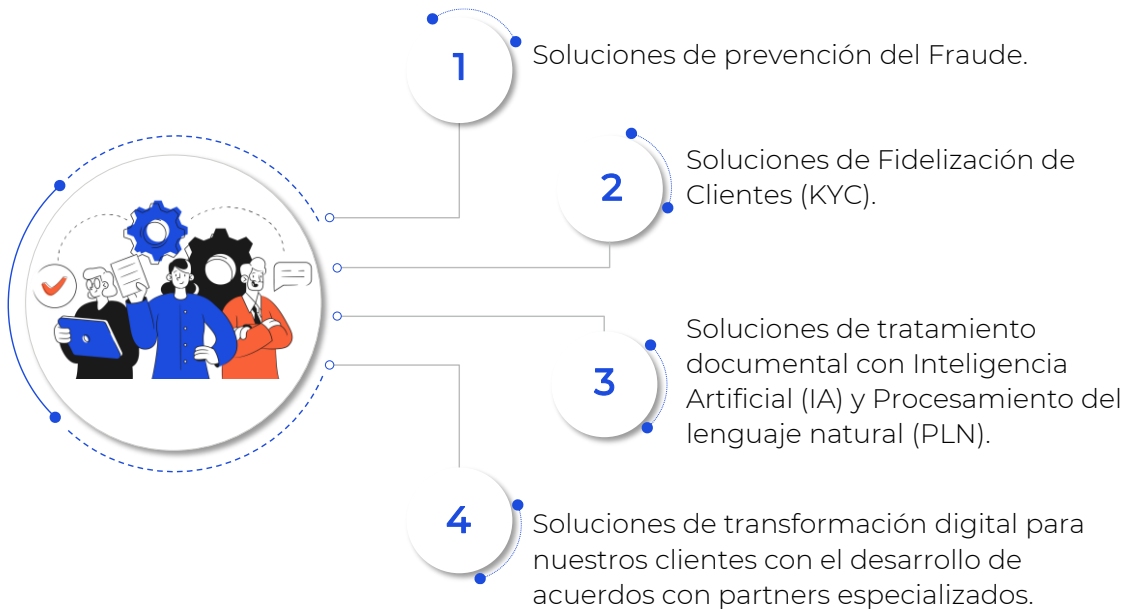 1
Soluciones de prevención del Fraude.
2
Soluciones de Fidelización de
Clientes (KYC).
3
Soluciones de tratamiento
documental con Inteligencia
Artificial (IA) y Procesamiento del
lenguaje natural (PLN).
4
Soluciones de transformación digital para
nuestros clientes con el desarrollo de
acuerdos con partners especializados.